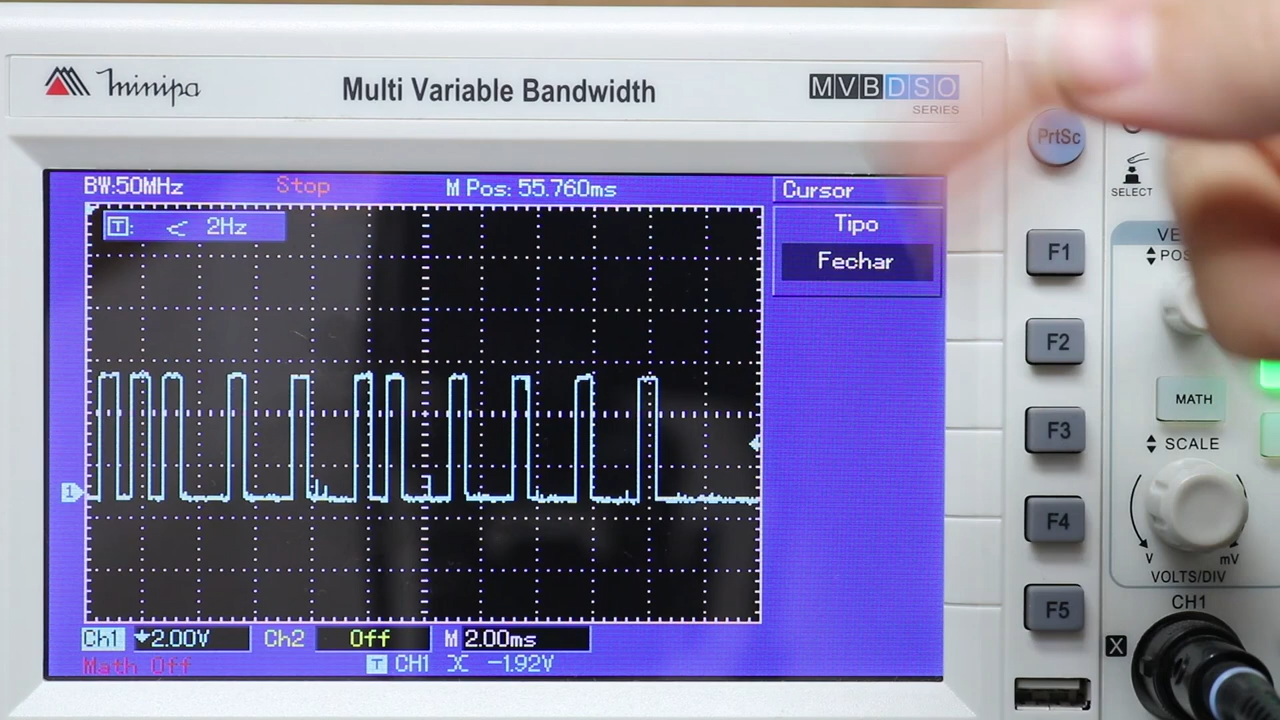 minipa
Multi Variable Bandwidth
MVBDSO
SERIES
PrtSc
SELECT
BW:50MHz
Stop
M Pos: 55.760ms
Cursor
T: < 2Hz
Tipo
Fechar
F1
F2
F3
F4
F5
MATH
SCALE
V
mV
VOLTS/DIV
CH1
X
1
Ch1 2.00V
Ch2 Off
M 2.00ms
Math Off
T CH1
-1.92V